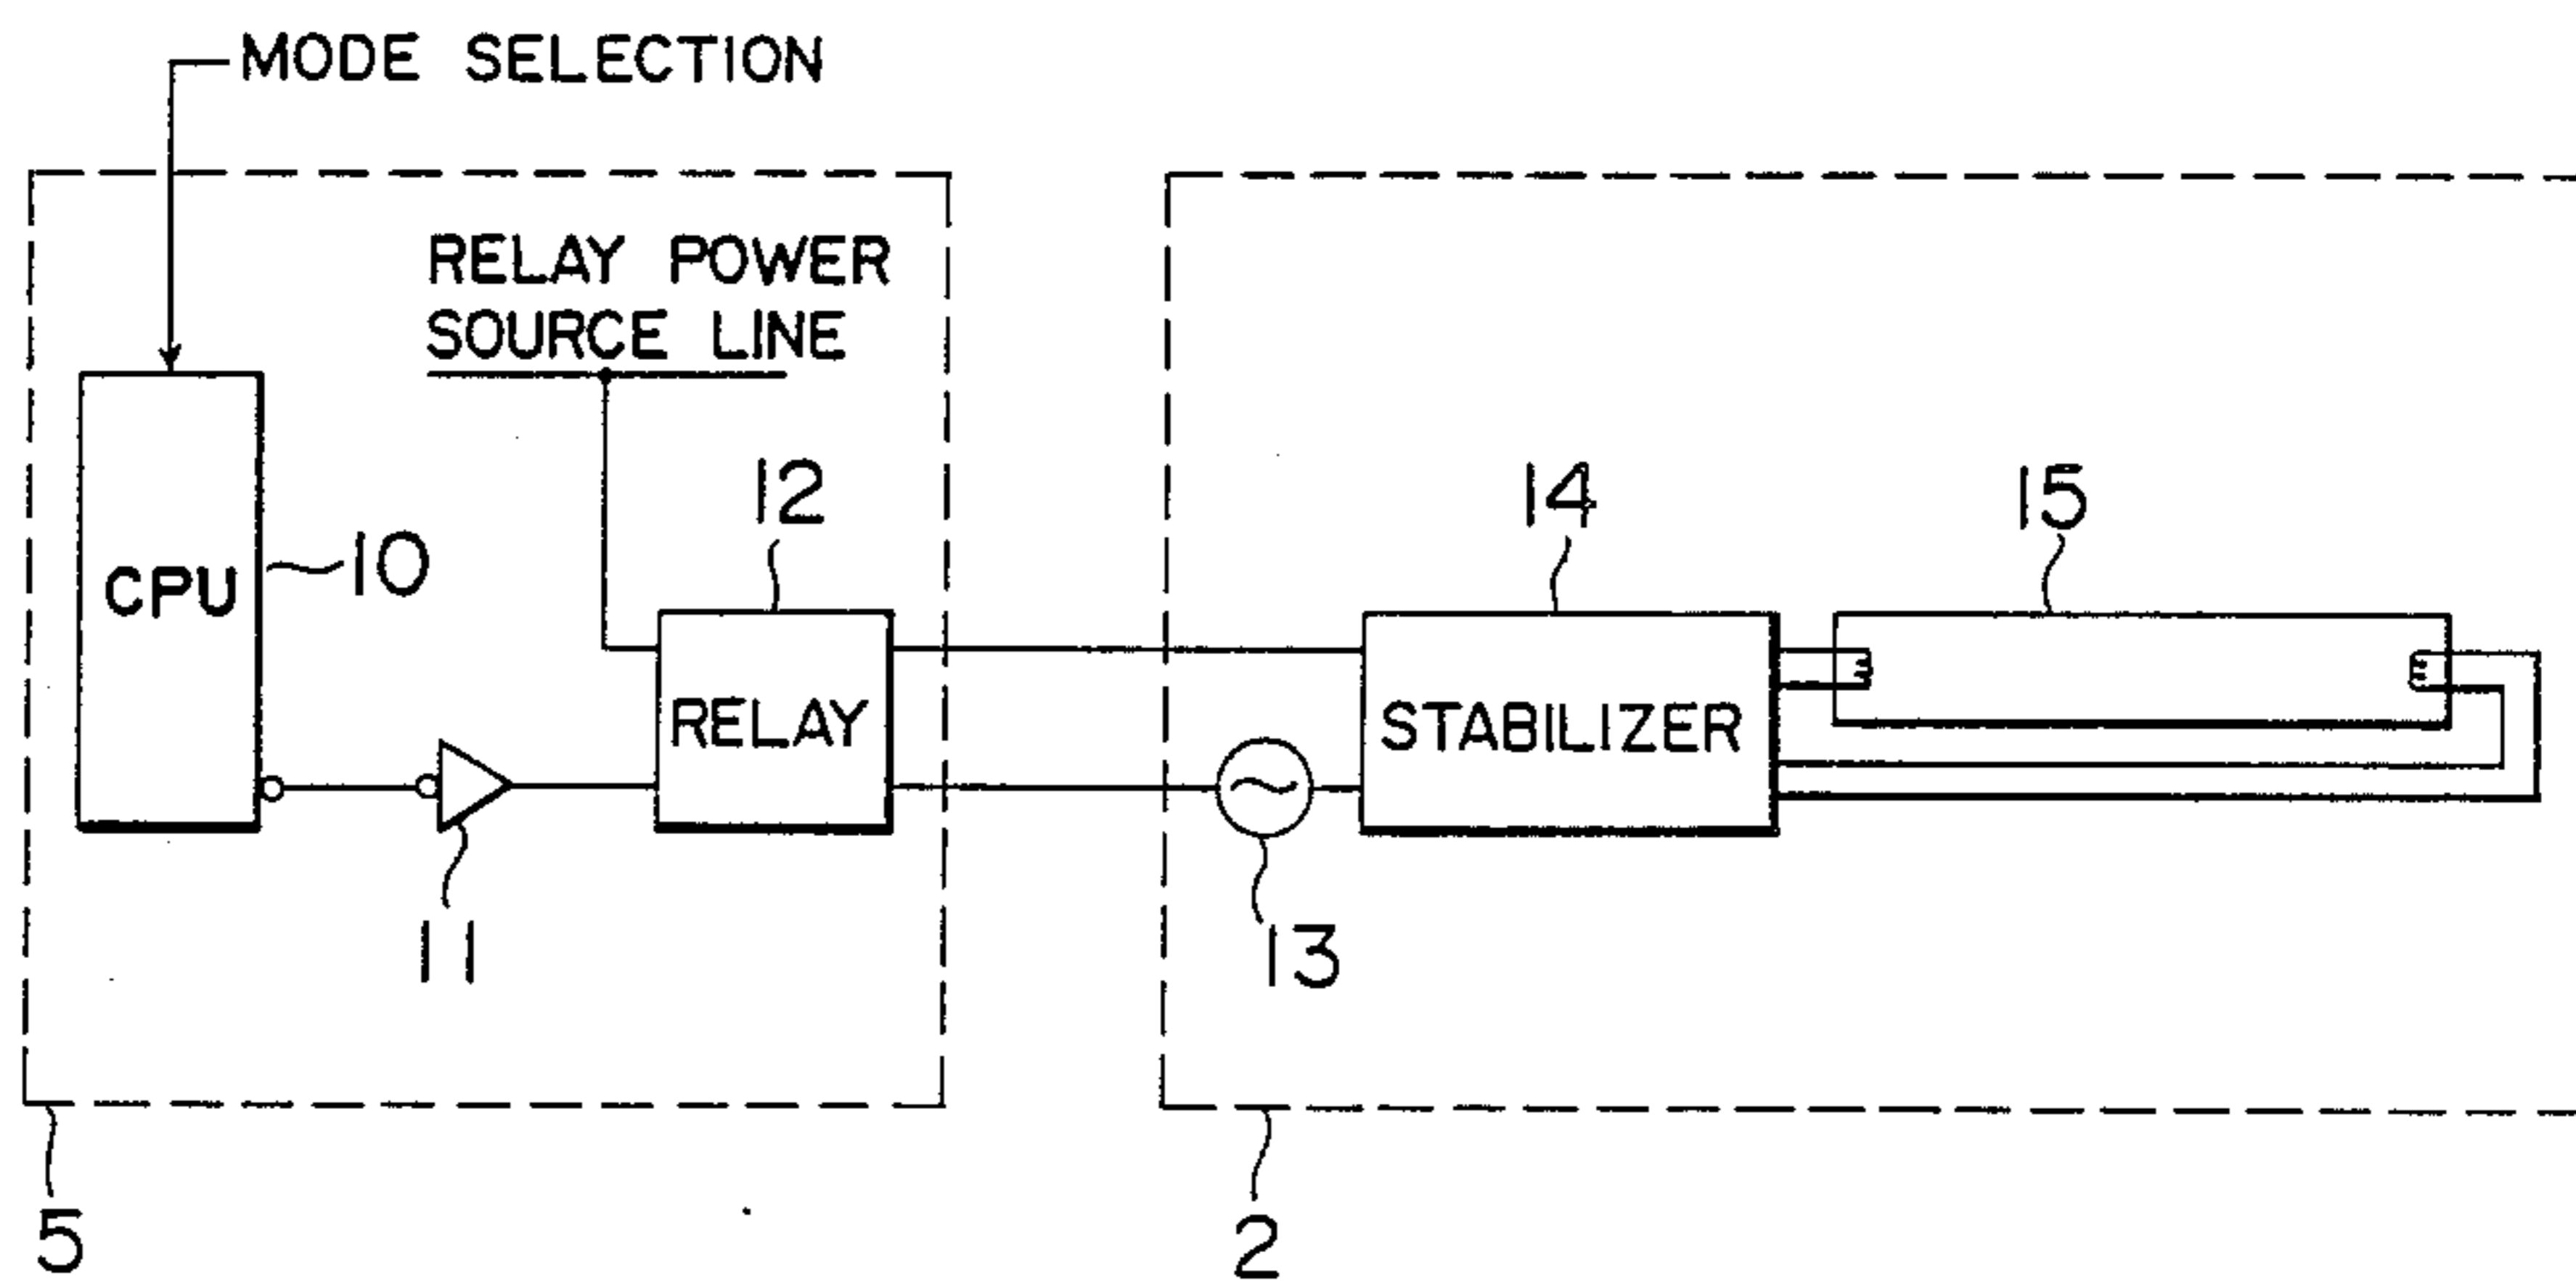 MODE SELECTION
RELAY POWER
SOURCE LINE
12
14
15
CPU
10
RELAY
STABILIZER
11
13
5
2